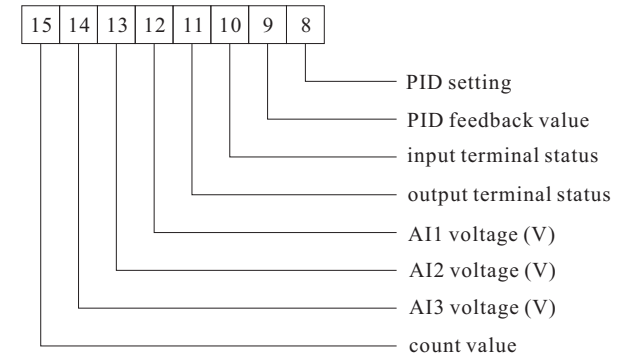 15 14 13 12 11 10 9 8
PID setting
PID feedback value
input terminal status
output terminal status
AI1 voltage (V)
AI2 voltage (V)
AI3 voltage (V)
count value